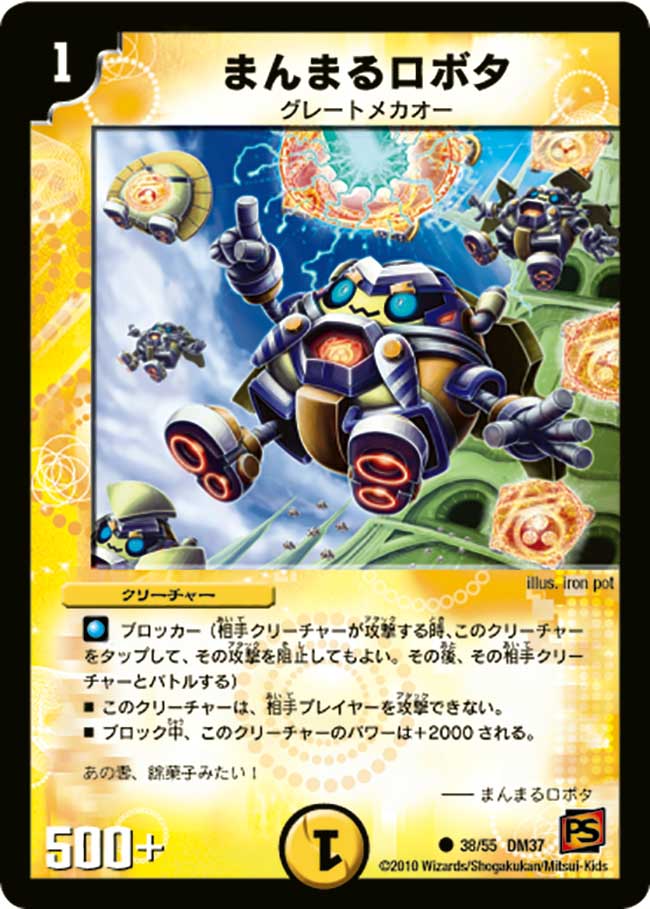 1
まんまるロボタ
グレートメカオー
illus. iron pot
クリーチャー
ブロッカー（相手クリーチャーが攻撃する時、このクリーチャー
をタップして、その攻撃を阻止してもよい。その後、その相手クリー
チャーとバトルする）
■ このクリーチャーは、相手プレイヤーを攻撃できない。
■ ブロック中、このクリーチャーのパワーは＋2000される。
あの雲、綿菓子みたい！
── まんまるロボタ
500+
1
● 38/55 DM37
PS
©2010 Wizards/Shogakukan/Mitsui-Kids